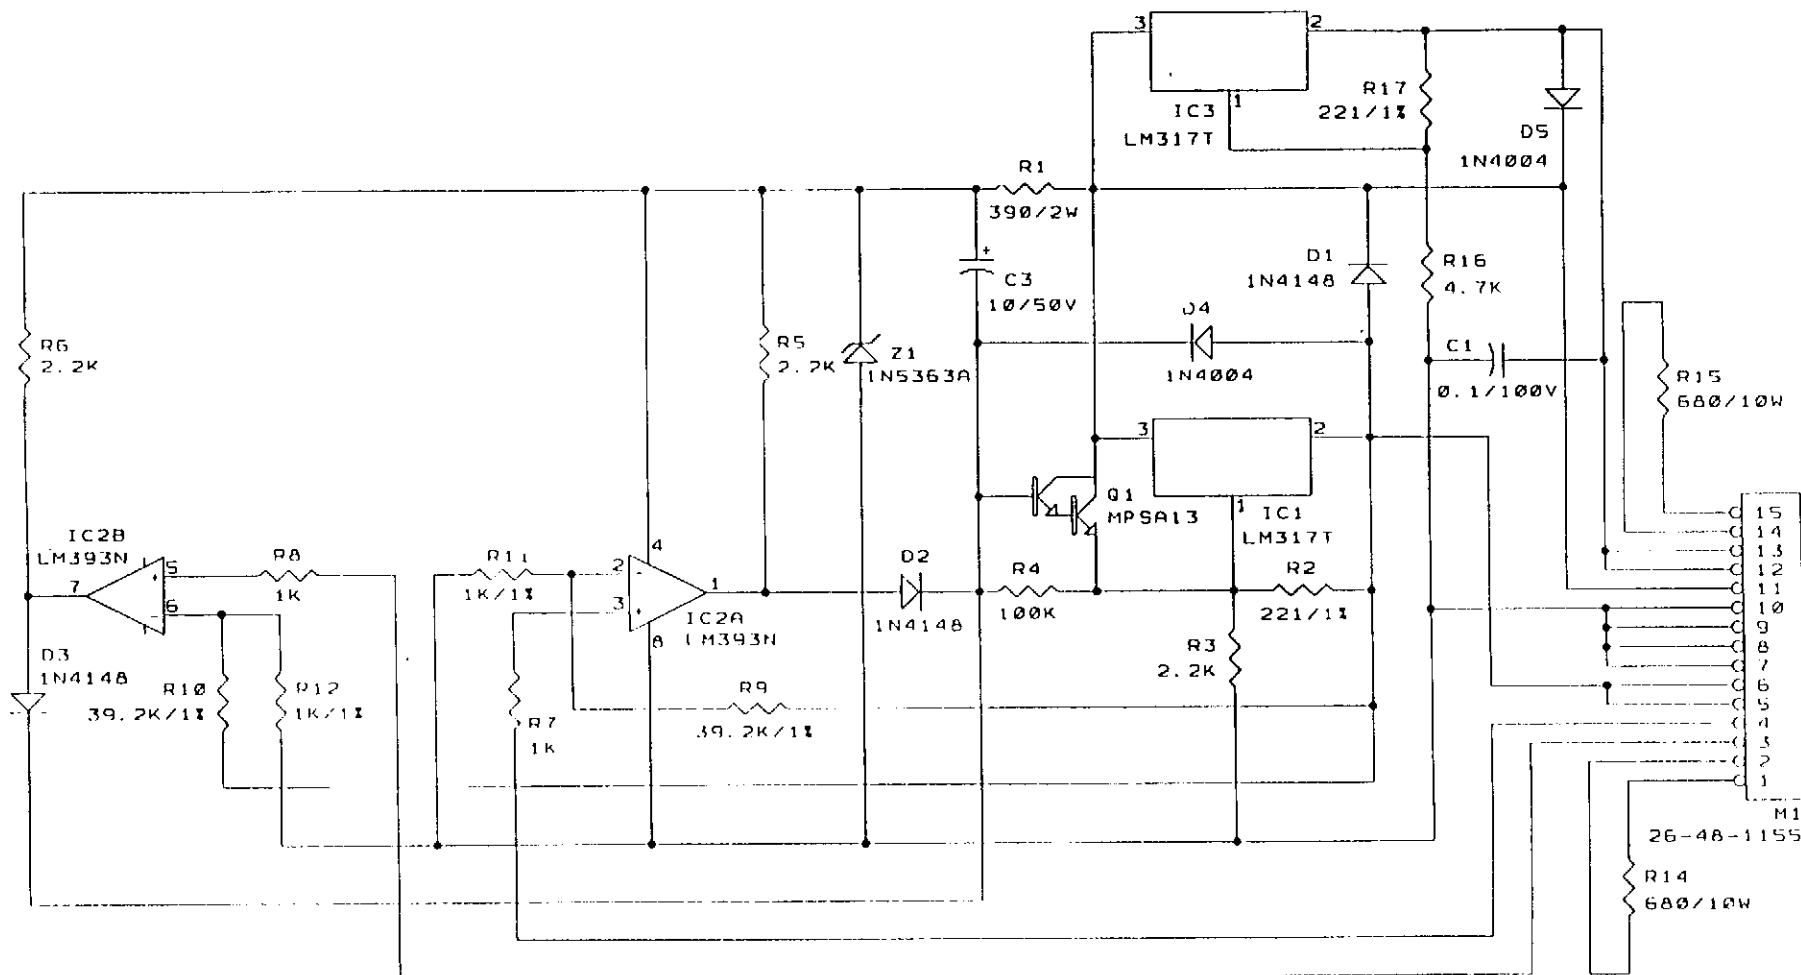 3
2
1
IC3
LM317T
R17
221/1%
D5
1N4004
R1
390/2W
+
C3
10/50V
D1
1N4148
R16
4.7K
D4
1N4004
C1
0.1/100V
R15
680/10W
R6
2.2K
R5
2.2K
Z1
1N5363A
3
2
1
IC1
LM317T
Q1
MPSA13
IC2B
LM393N
7
5
+
6
-
R8
1K
R11
1K/1%
2
-
3
+
4
8
1
IC2A
LM393N
D2
1N4148
R4
100K
R2
221/1%
R3
2.2K
D3
1N4148
R10
39.2K/1%
R12
1K/1%
R7
1K
R9
39.2K/1%
15
14
13
12
11
10
9
8
7
6
5
4
3
2
1
M1
26-48-1155
R14
680/10W